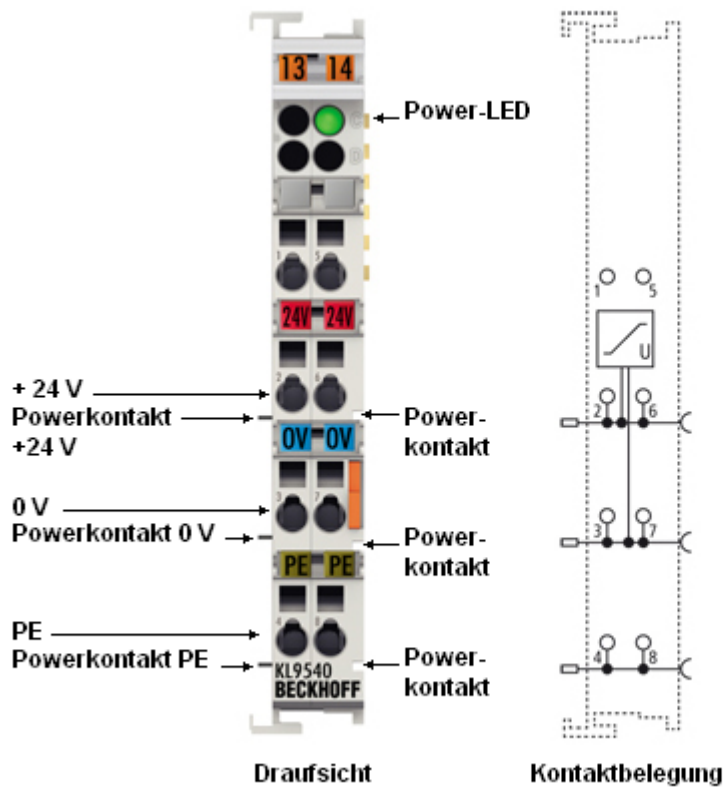 13 14
Power-LED
1 5
1 5
24V 24V
U
+ 24 V
2 6
2 6
Powerkontakt
+24 V
Power-
kontakt
0V 0V
0 V
3 7
3 7
Powerkontakt 0 V
Power-
kontakt
PE PE
PE
4 8
4 8
Powerkontakt PE
Power-
kontakt
KL9540
BECKHOFF
Draufsicht
Kontaktbelegung